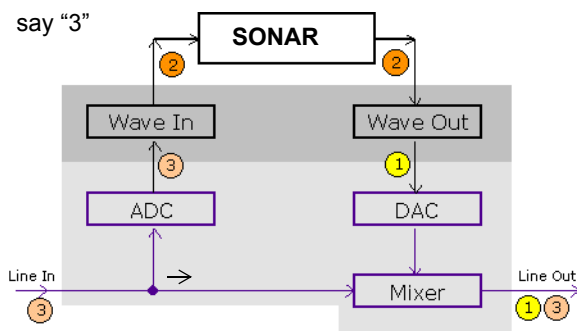 say “3”
SONAR
2 2
Wave In Wave Out
3 1
ADC DAC
Line In Line Out
Mixer
3 1 3